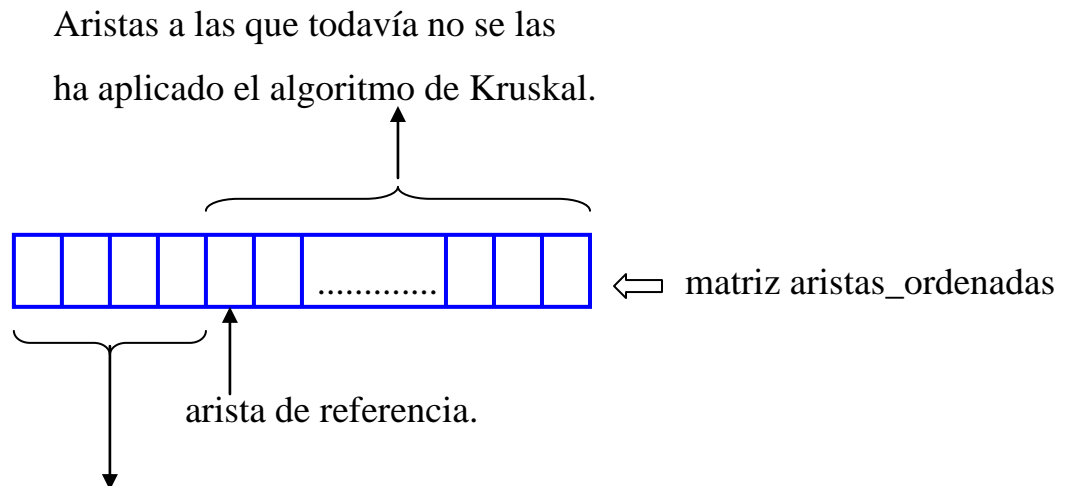 Aristas a las que todavía no se las
ha aplicado el algoritmo de Kruskal.
.............
matriz aristas_ordenadas
arista de referencia.